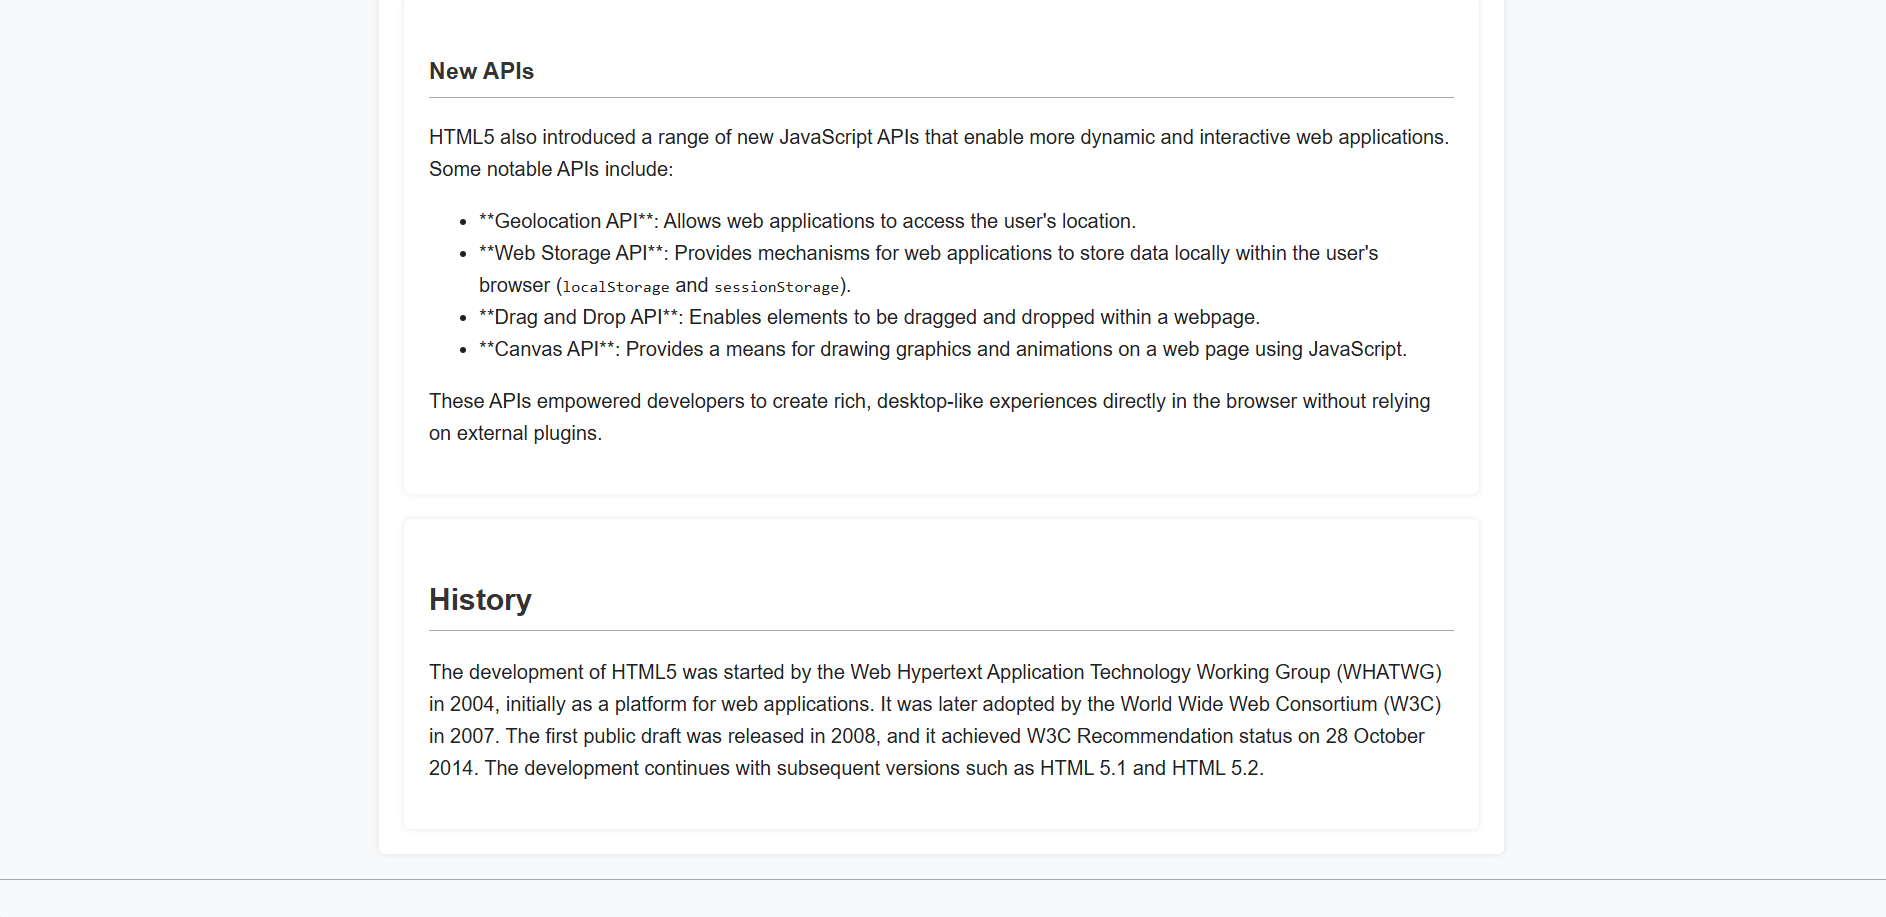 New APIs
HTML5 also introduced a range of new JavaScript APIs that enable more dynamic and interactive web applications.
Some notable APIs include:
• **Geolocation API**: Allows web applications to access the user's location.
• **Web Storage API**: Provides mechanisms for web applications to store data locally within the user's
browser (localStorage and sessionStorage).
• **Drag and Drop API**: Enables elements to be dragged and dropped within a webpage.
• **Canvas API**: Provides a means for drawing graphics and animations on a web page using JavaScript.
These APIs empowered developers to create rich, desktop-like experiences directly in the browser without relying
on external plugins.
History
The development of HTML5 was started by the Web Hypertext Application Technology Working Group (WHATWG)
in 2004, initially as a platform for web applications. It was later adopted by the World Wide Web Consortium (W3C)
in 2007. The first public draft was released in 2008, and it achieved W3C Recommendation status on 28 October
2014. The development continues with subsequent versions such as HTML 5.1 and HTML 5.2.